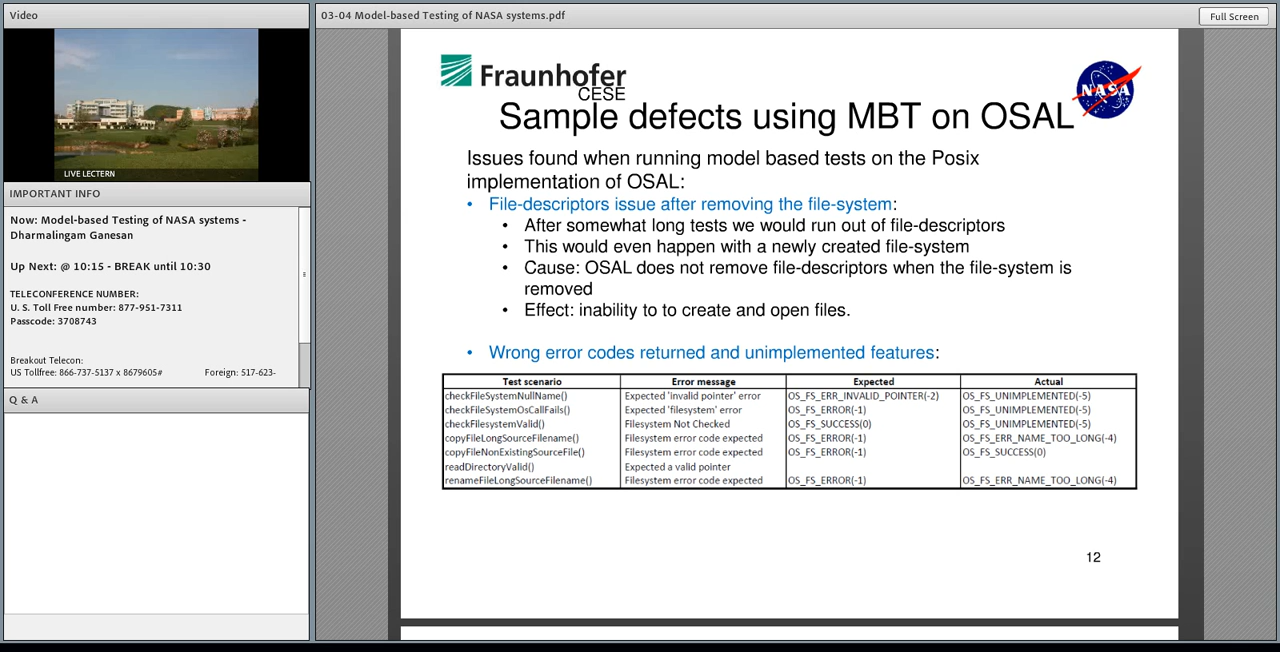 Video
LIVE LECTERN
IMPORTANT INFO
Now: Model-based Testing of NASA systems -
Dharmalingam Ganesan
Up Next: @ 10:15 - BREAK until 10:30
TELECONFERENCE NUMBER:
U. S. Toll Free number: 877-951-7311
Passcode: 3708743
Breakout Telecon:
US Tollfree: 866-737-5137 x 8679605# Foreign: 517-623-
Q & A
03-04 Model-based Testing of NASA systems.pdf
Full Screen
Fraunhofer
CESE
NASA
Sample defects using MBT on OSAL
Issues found when running model based tests on the Posix
implementation of OSAL:
• File-descriptors issue after removing the file-system:
• After somewhat long tests we would run out of file-descriptors
• This would even happen with a newly created file-system
• Cause: OSAL does not remove file-descriptors when the file-system is
removed
• Effect: inability to to create and open files.
• Wrong error codes returned and unimplemented features:
Test scenario Error message Expected Actual
checkFileSystemNullName() Expected 'invalid pointer' error OS_FS_ERR_INVALID_POINTER(-2) OS_FS_UNIMPLEMENTED(-5)
checkFileSystemOsCallFails() Expected 'filesystem' error OS_FS_ERROR(-1) OS_FS_UNIMPLEMENTED(-5)
checkFilesystemValid() Filesystem Not Checked OS_FS_SUCCESS(0) OS_FS_UNIMPLEMENTED(-5)
copyFileLongSourceFilename() Filesystem error code expected OS_FS_ERROR(-1) OS_FS_ERR_NAME_TOO_LONG(-4)
copyFileNonExistingSourceFile() Filesystem error code expected OS_FS_ERROR(-1) OS_FS_SUCCESS(0)
readDirectoryValid() Expected a valid pointer
renameFileLongSourceFilename() Filesystem error code expected OS_FS_ERROR(-1) OS_FS_ERR_NAME_TOO_LONG(-4)
12